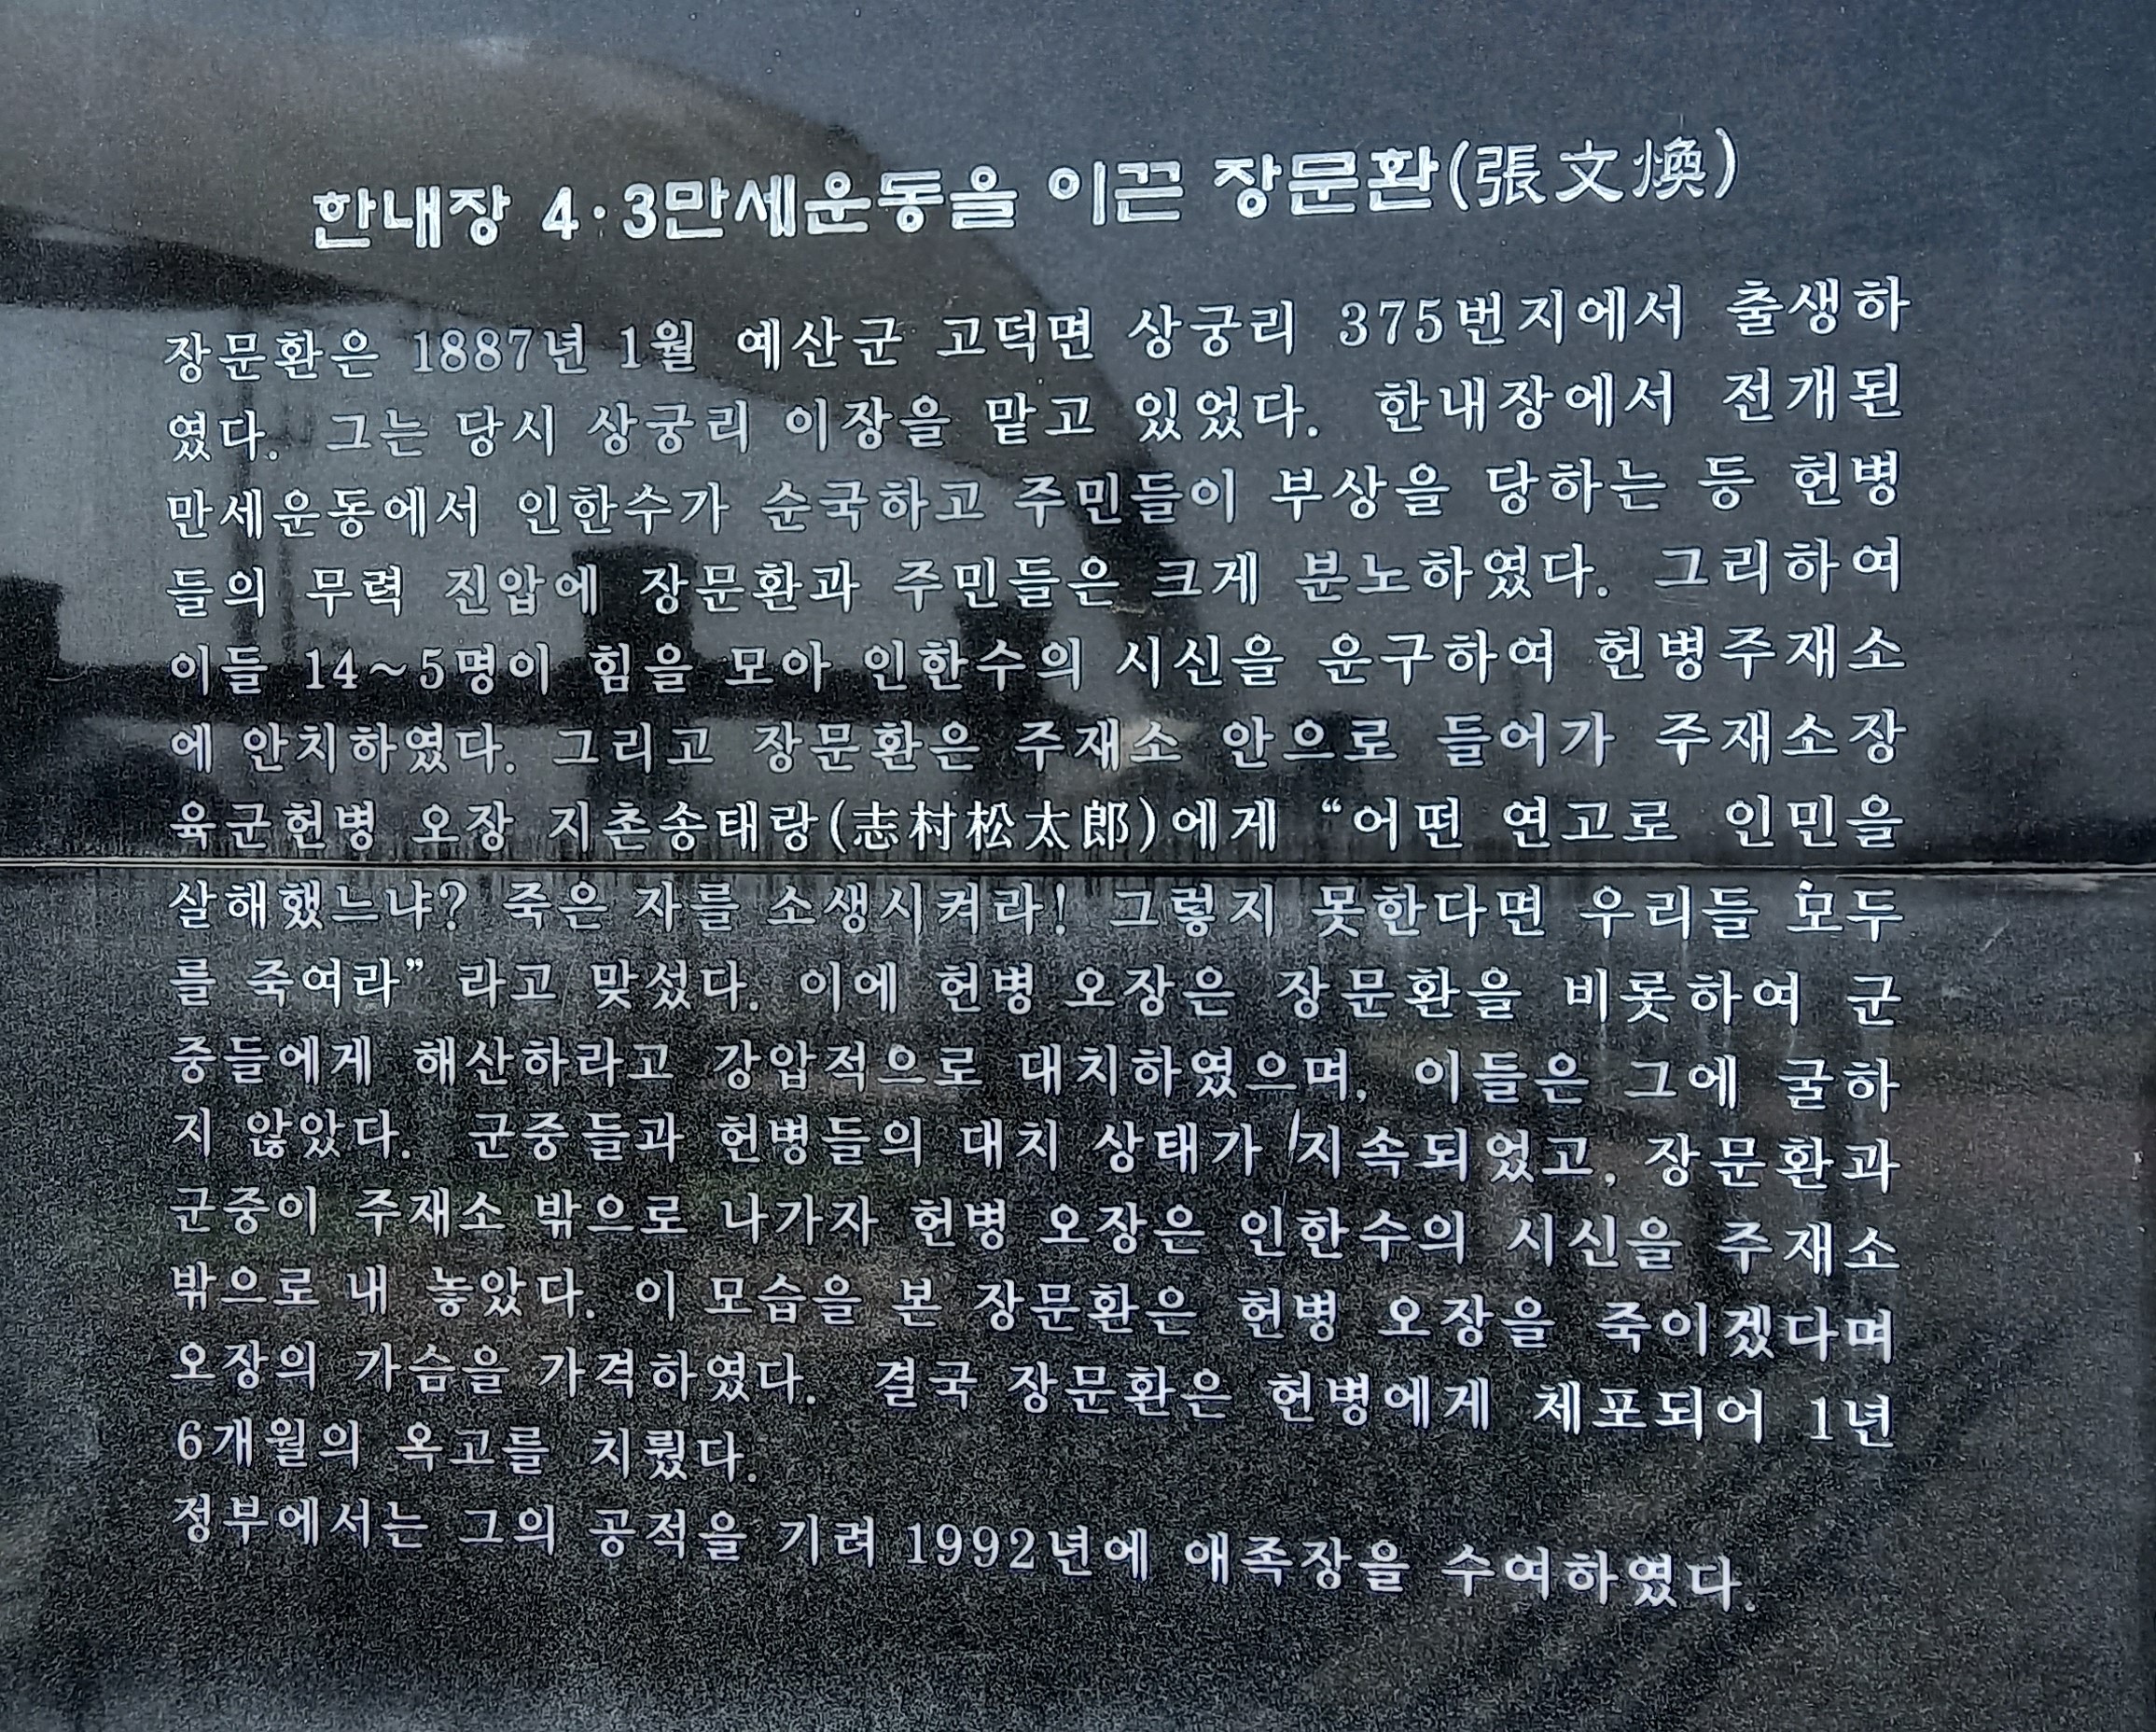 한내장 4·3만세운동을 이끈 장문환(張文煥)
장문환은 1887년 1월 예산군 고덕면 상궁리 375번지에서 출생하
였다. 그는 당시 상궁리 이장을 맡고 있었다. 한내장에서 전개된
만세운동에서 인한수가 순국하고 주민들이 부상을 당하는 등 헌병
들의 무력 진압에 장문환과 주민들은 크게 분노하였다. 그리하여
이들 14~5명이 힘을 모아 인한수의 시신을 운구하여 헌병주재소
에 안치하였다. 그리고 장문환은 주재소 안으로 들어가 주재소장
육군헌병 오장 지촌송태랑(志村松太郎)에게 “어떤 연고로 인민을
살해했느냐? 죽은 자를 소생시켜라! 그렇지 못한다면 우리들 모두
를 죽여라” 라고 맞섰다. 이에 헌병 오장은 장문환을 비롯하여 군
중들에게 해산하라고 강압적으로 대치하였으며, 이들은 그에 굴하
지 않았다. 군중들과 헌병들의 대치 상태가 지속되었고, 장문환과
군중이 주재소 밖으로 나가자 헌병 오장은 인한수의 시신을 주재소
밖으로 내 놓았다. 이 모습을 본 장문환은 헌병 오장을 죽이겠다며
오장의 가슴을 가격하였다. 결국 장문환은 헌병에게 체포되어 1년
6개월의 옥고를 치뤘다.
정부에서는 그의 공적을 기려 1992년에 애족장을 수여하였다.